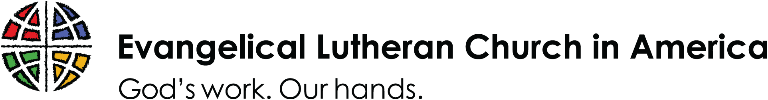 Evangelical Lutheran Church in America
God's work. Our hands.